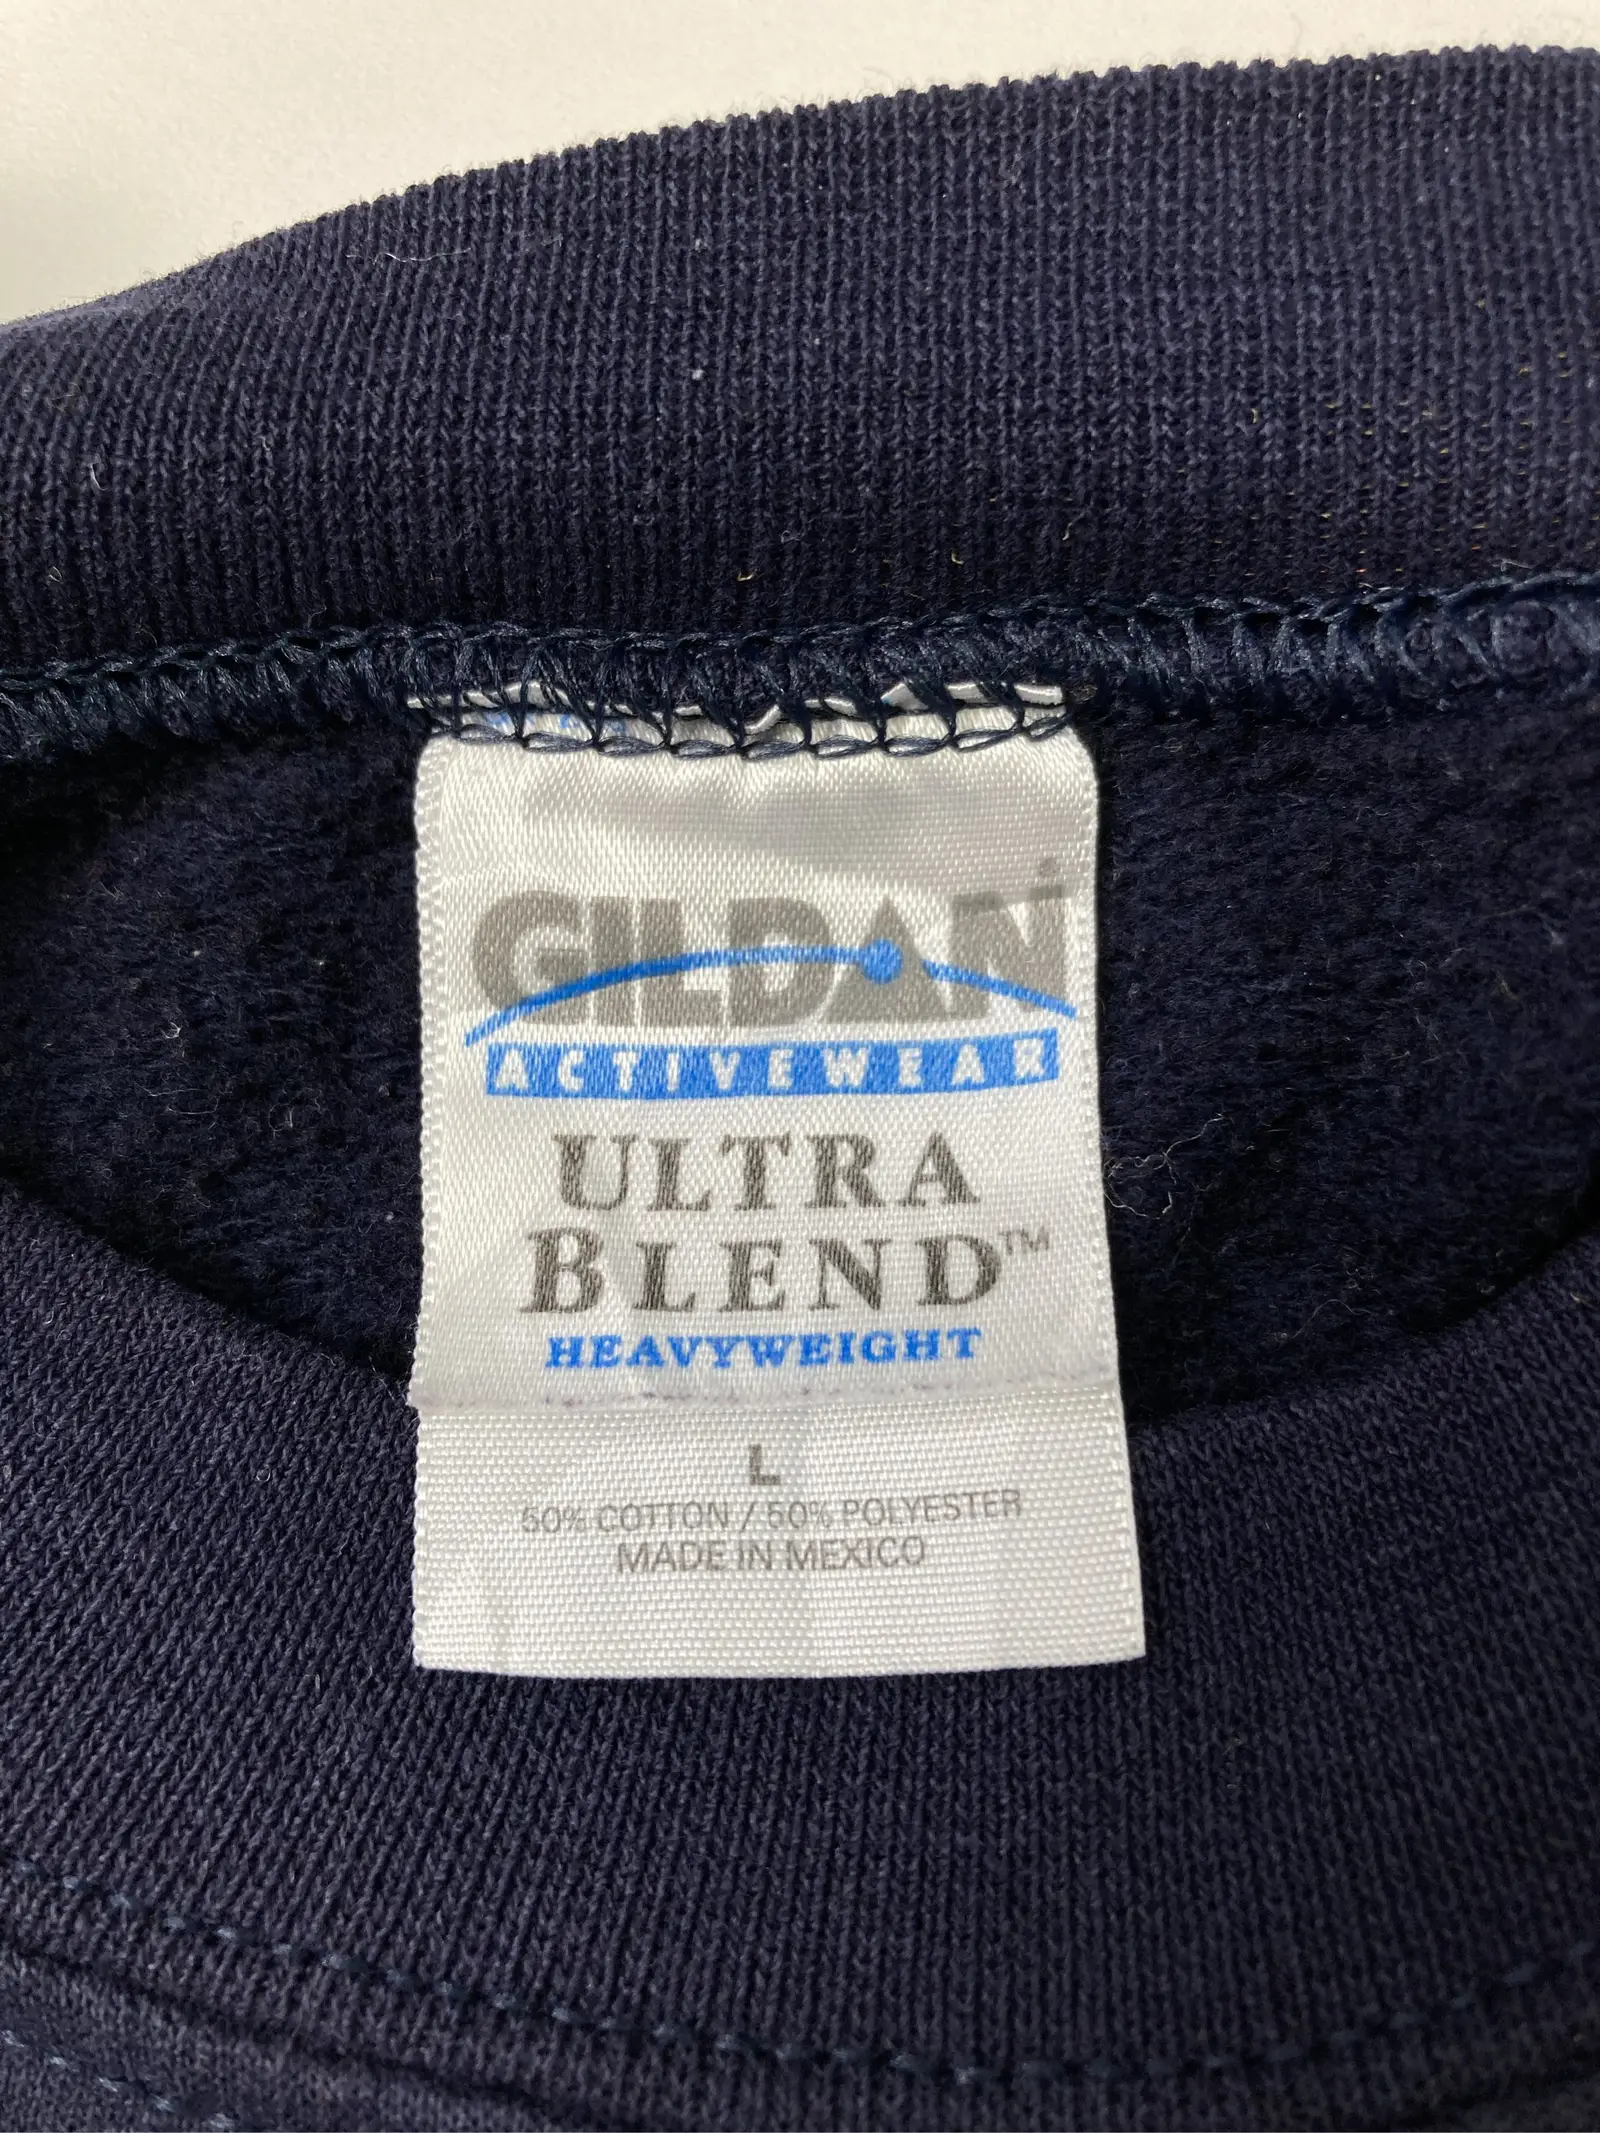 GILDAN
ACTIVEWEAR
ULTRA
BLEND™
HEAVYWEIGHT
L
50% COTTON / 50% POLYESTER
MADE IN MEXICO